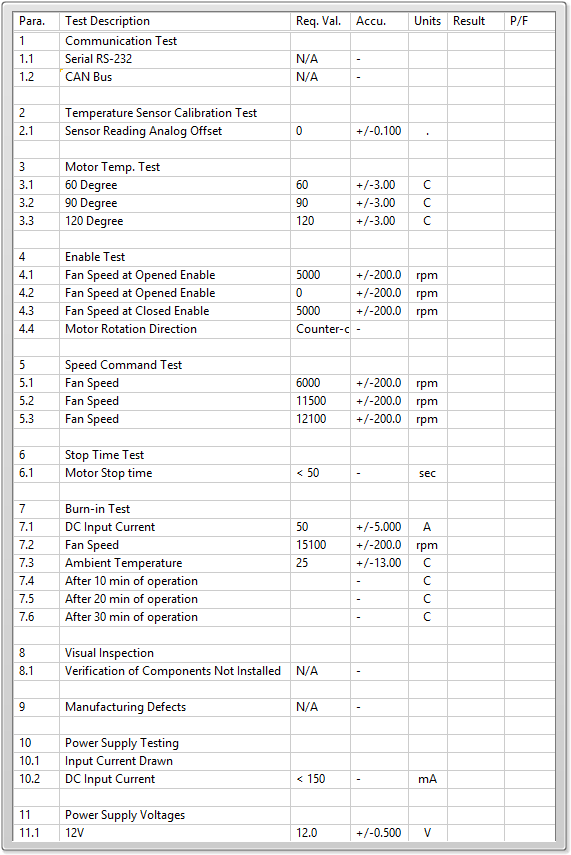 Para. Test Description Req. Val. Accu. Units Result P/F
1 Communication Test
1.1 Serial RS-232 N/A -
1.2 CAN Bus N/A -
2 Temperature Sensor Calibration Test
2.1 Sensor Reading Analog Offset 0 +/-0.100 .
3 Motor Temp. Test
3.1 60 Degree 60 +/-3.00 C
3.2 90 Degree 90 +/-3.00 C
3.3 120 Degree 120 +/-3.00 C
4 Enable Test
4.1 Fan Speed at Opened Enable 5000 +/-200.0 rpm
4.2 Fan Speed at Opened Enable 0 +/-200.0 rpm
4.3 Fan Speed at Closed Enable 5000 +/-200.0 rpm
4.4 Motor Rotation Direction Counter-c -
5 Speed Command Test
5.1 Fan Speed 6000 +/-200.0 rpm
5.2 Fan Speed 11500 +/-200.0 rpm
5.3 Fan Speed 12100 +/-200.0 rpm
6 Stop Time Test
6.1 Motor Stop time < 50 - sec
7 Burn-in Test
7.1 DC Input Current 50 +/-5.000 A
7.2 Fan Speed 15100 +/-200.0 rpm
7.3 Ambient Temperature 25 +/-13.00 C
7.4 After 10 min of operation - C
7.5 After 20 min of operation - C
7.6 After 30 min of operation - C
8 Visual Inspection
8.1 Verification of Components Not Installed N/A -
9 Manufacturing Defects N/A -
10 Power Supply Testing
10.1 Input Current Drawn
10.2 DC Input Current < 150 - mA
11 Power Supply Voltages
11.1 12V 12.0 +/-0.500 V